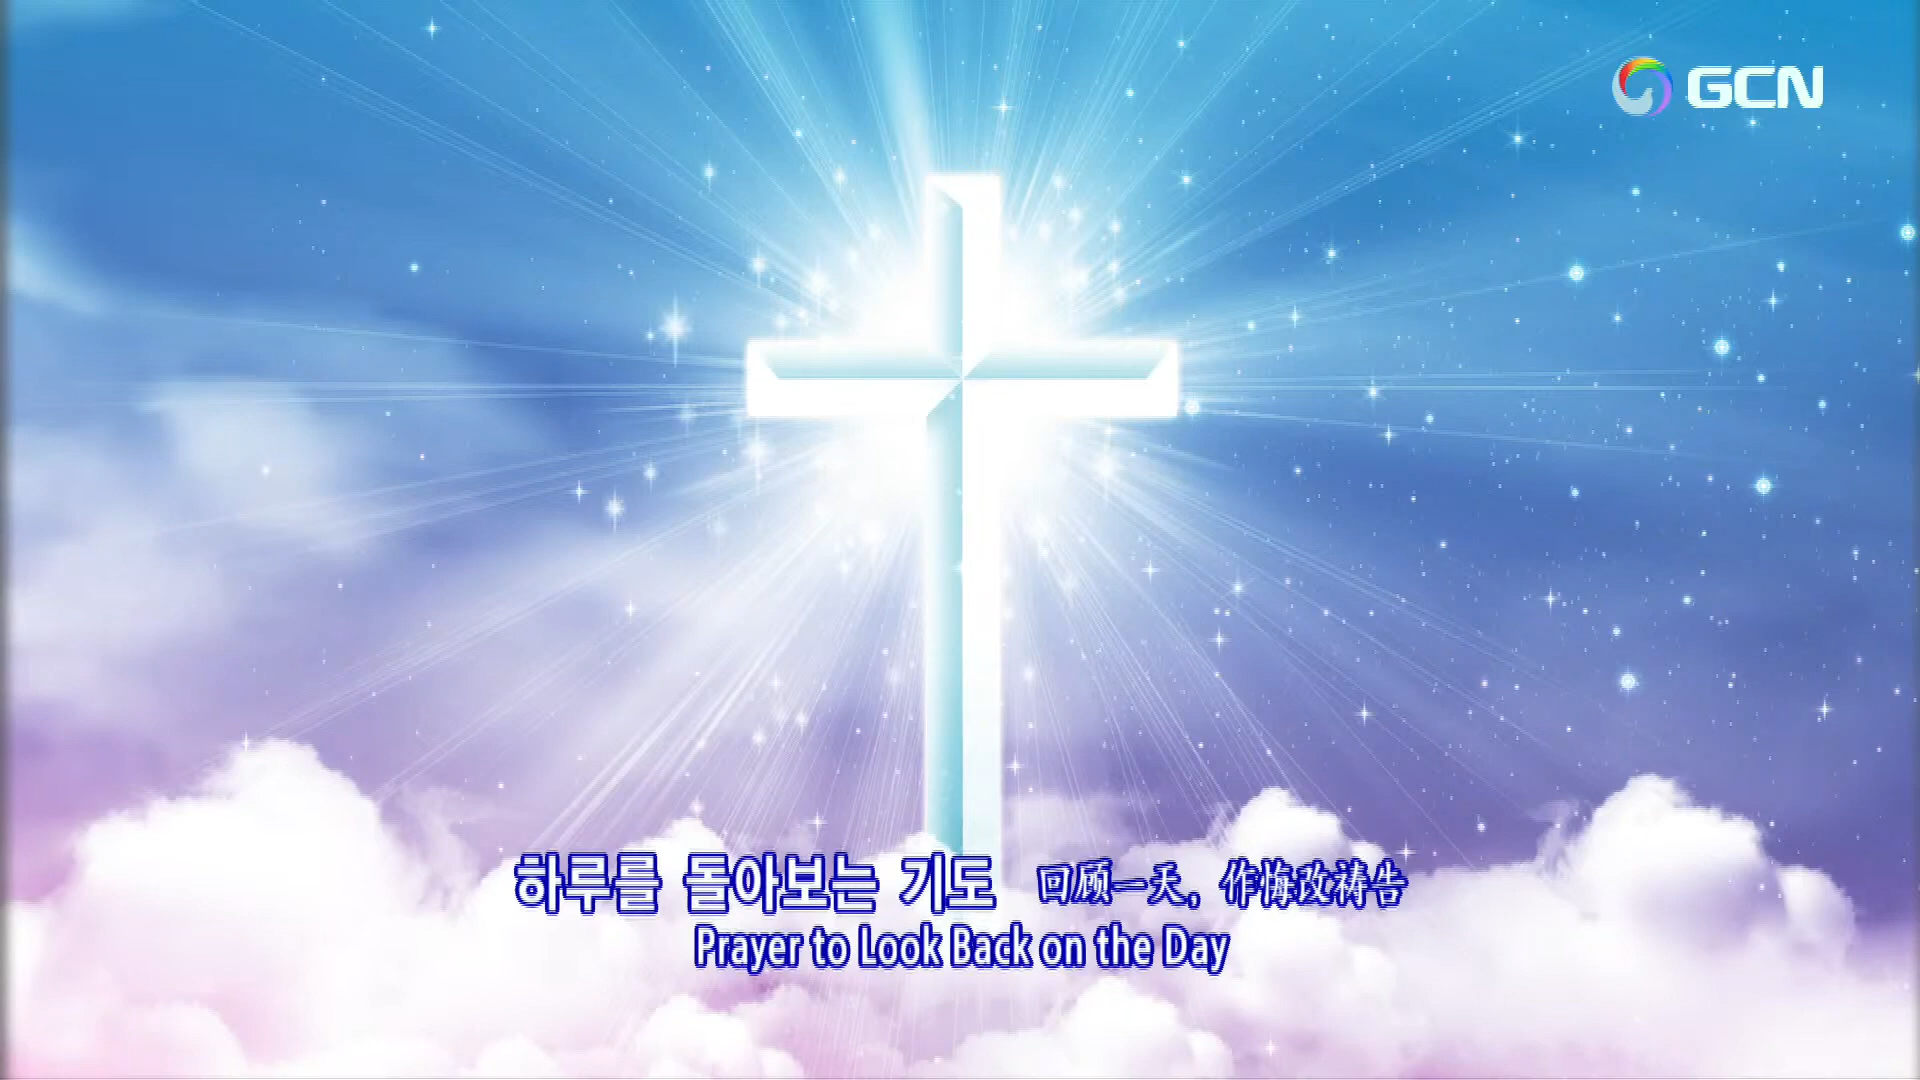 GCN
하루를 돌아보는 기도 回顾一天, 作悔改祷告
Prayer to Look Back on the Day